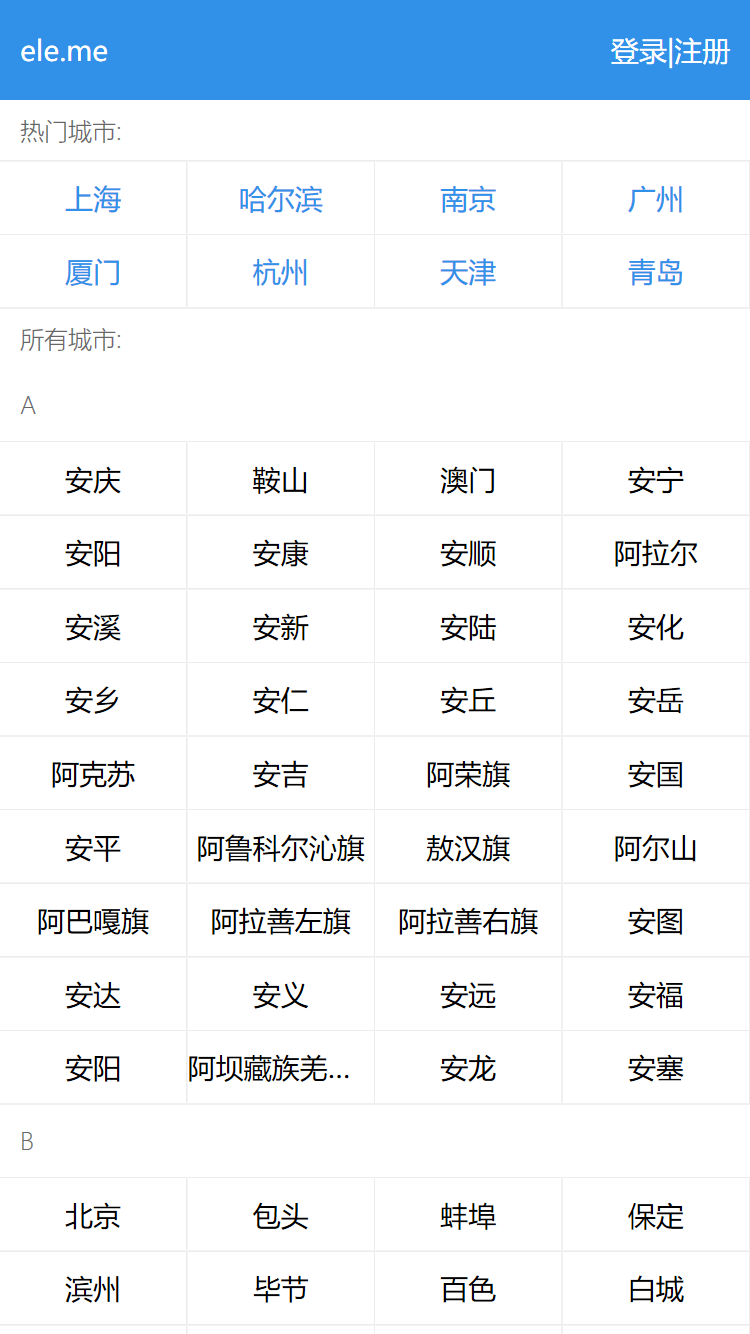 ele.me 登录|注册
热门城市:
上海 哈尔滨 南京 广州
厦门 杭州 天津 青岛
所有城市:
A
安庆 鞍山 澳门 安宁
安阳 安康 安顺 阿拉尔
安溪 安新 安陆 安化
安乡 安仁 安丘 安岳
阿克苏 安吉 阿荣旗 安国
安平 阿鲁科尔沁旗 敖汉旗 阿尔山
阿巴嘎旗 阿拉善左旗 阿拉善右旗 安图
安达 安义 安远 安福
安阳 阿坝藏族羌... 安龙 安塞
B
北京 包头 蚌埠 保定
滨州 毕节 百色 白城